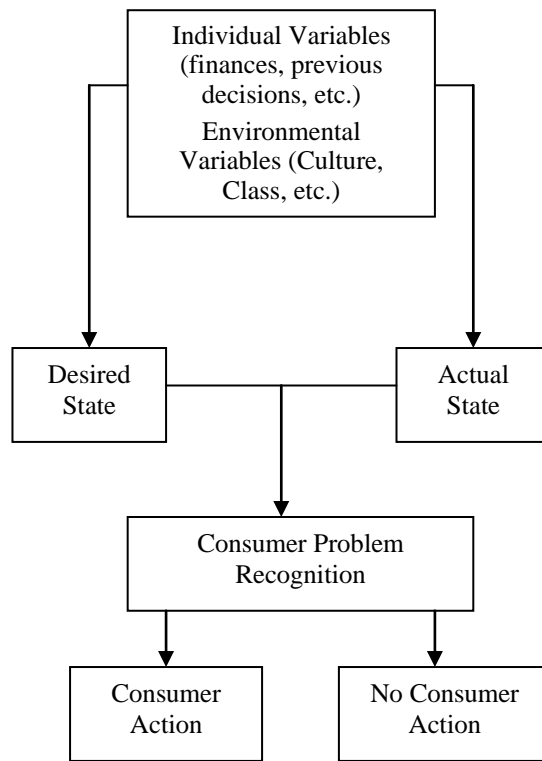 Individual Variables
(finances, previous
decisions, etc.)
Environmental
Variables (Culture,
Class, etc.)
Desired
State
Actual
State
Consumer Problem
Recognition
Consumer
Action
No Consumer
Action